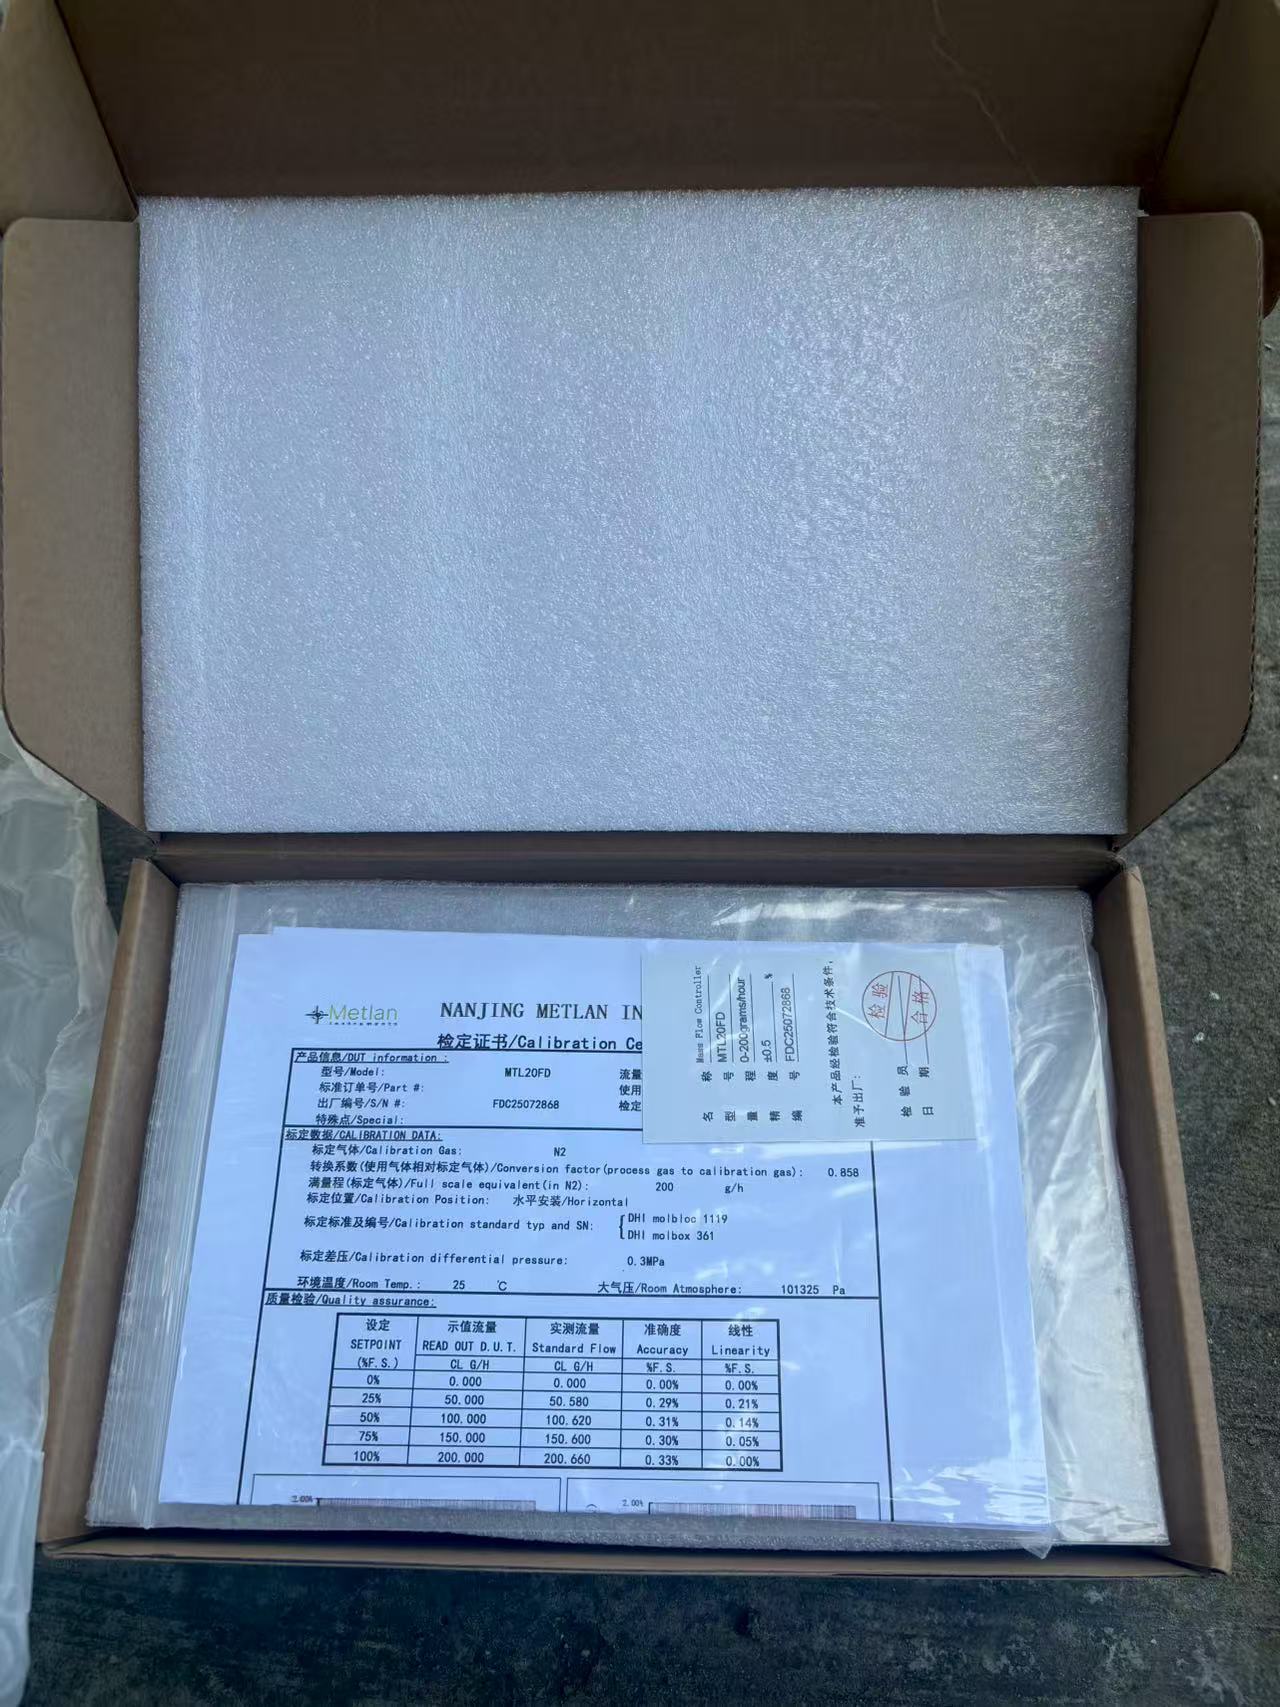 Metlan
Instruments
NANJING METLAN IN
检定证书/Calibration Ce
产品信息/DUT information :
型号/Model: MTL20FD 流量
标准订单号/Part #: 使用
出厂编号/S/N #: FDC25072868 检定
特殊点/Special:
标定数据/CALIBRATION DATA:
标定气体/Calibration Gas: N2
转换系数(使用气体相对标定气体)/Conversion factor(process gas to calibration gas): 0.858
满量程(标定气体)/Full scale equivalent(in N2): 200 g/h
标定位置/Calibration Position: 水平安装/Horizontal
标定标准及编号/Calibration standard typ and SN: DHI molbloc 1119
DHI molbox 361
标定差压/Calibration differential pressure: 0.3MPa
环境温度/Room Temp.: 25 ℃ 大气压/Room Atmosphere: 101325 Pa
质量检验/Quality assurance:
设定 示值流量 实测流量 准确度 线性
SETPOINT READ OUT D.U.T. Standard Flow Accuracy Linearity
(%F.S.) CL G/H CL G/H %F.S. %F.S.
0% 0.000 0.000 0.00% 0.00%
25% 50.000 50.580 0.29% 0.21%
50% 100.000 100.620 0.31% 0.14%
75% 150.000 150.600 0.30% 0.05%
100% 200.000 200.660 0.33% 0.00%
2.00% 2.00%
名称 Mass Flow Controller
型号 MTL20FD
量程 0-200grams/hour
精度 ±0.5 %
编号 FDC25072868
本产品经检验符合技术条件,
准予出厂:
检验员
日期
检验
合格